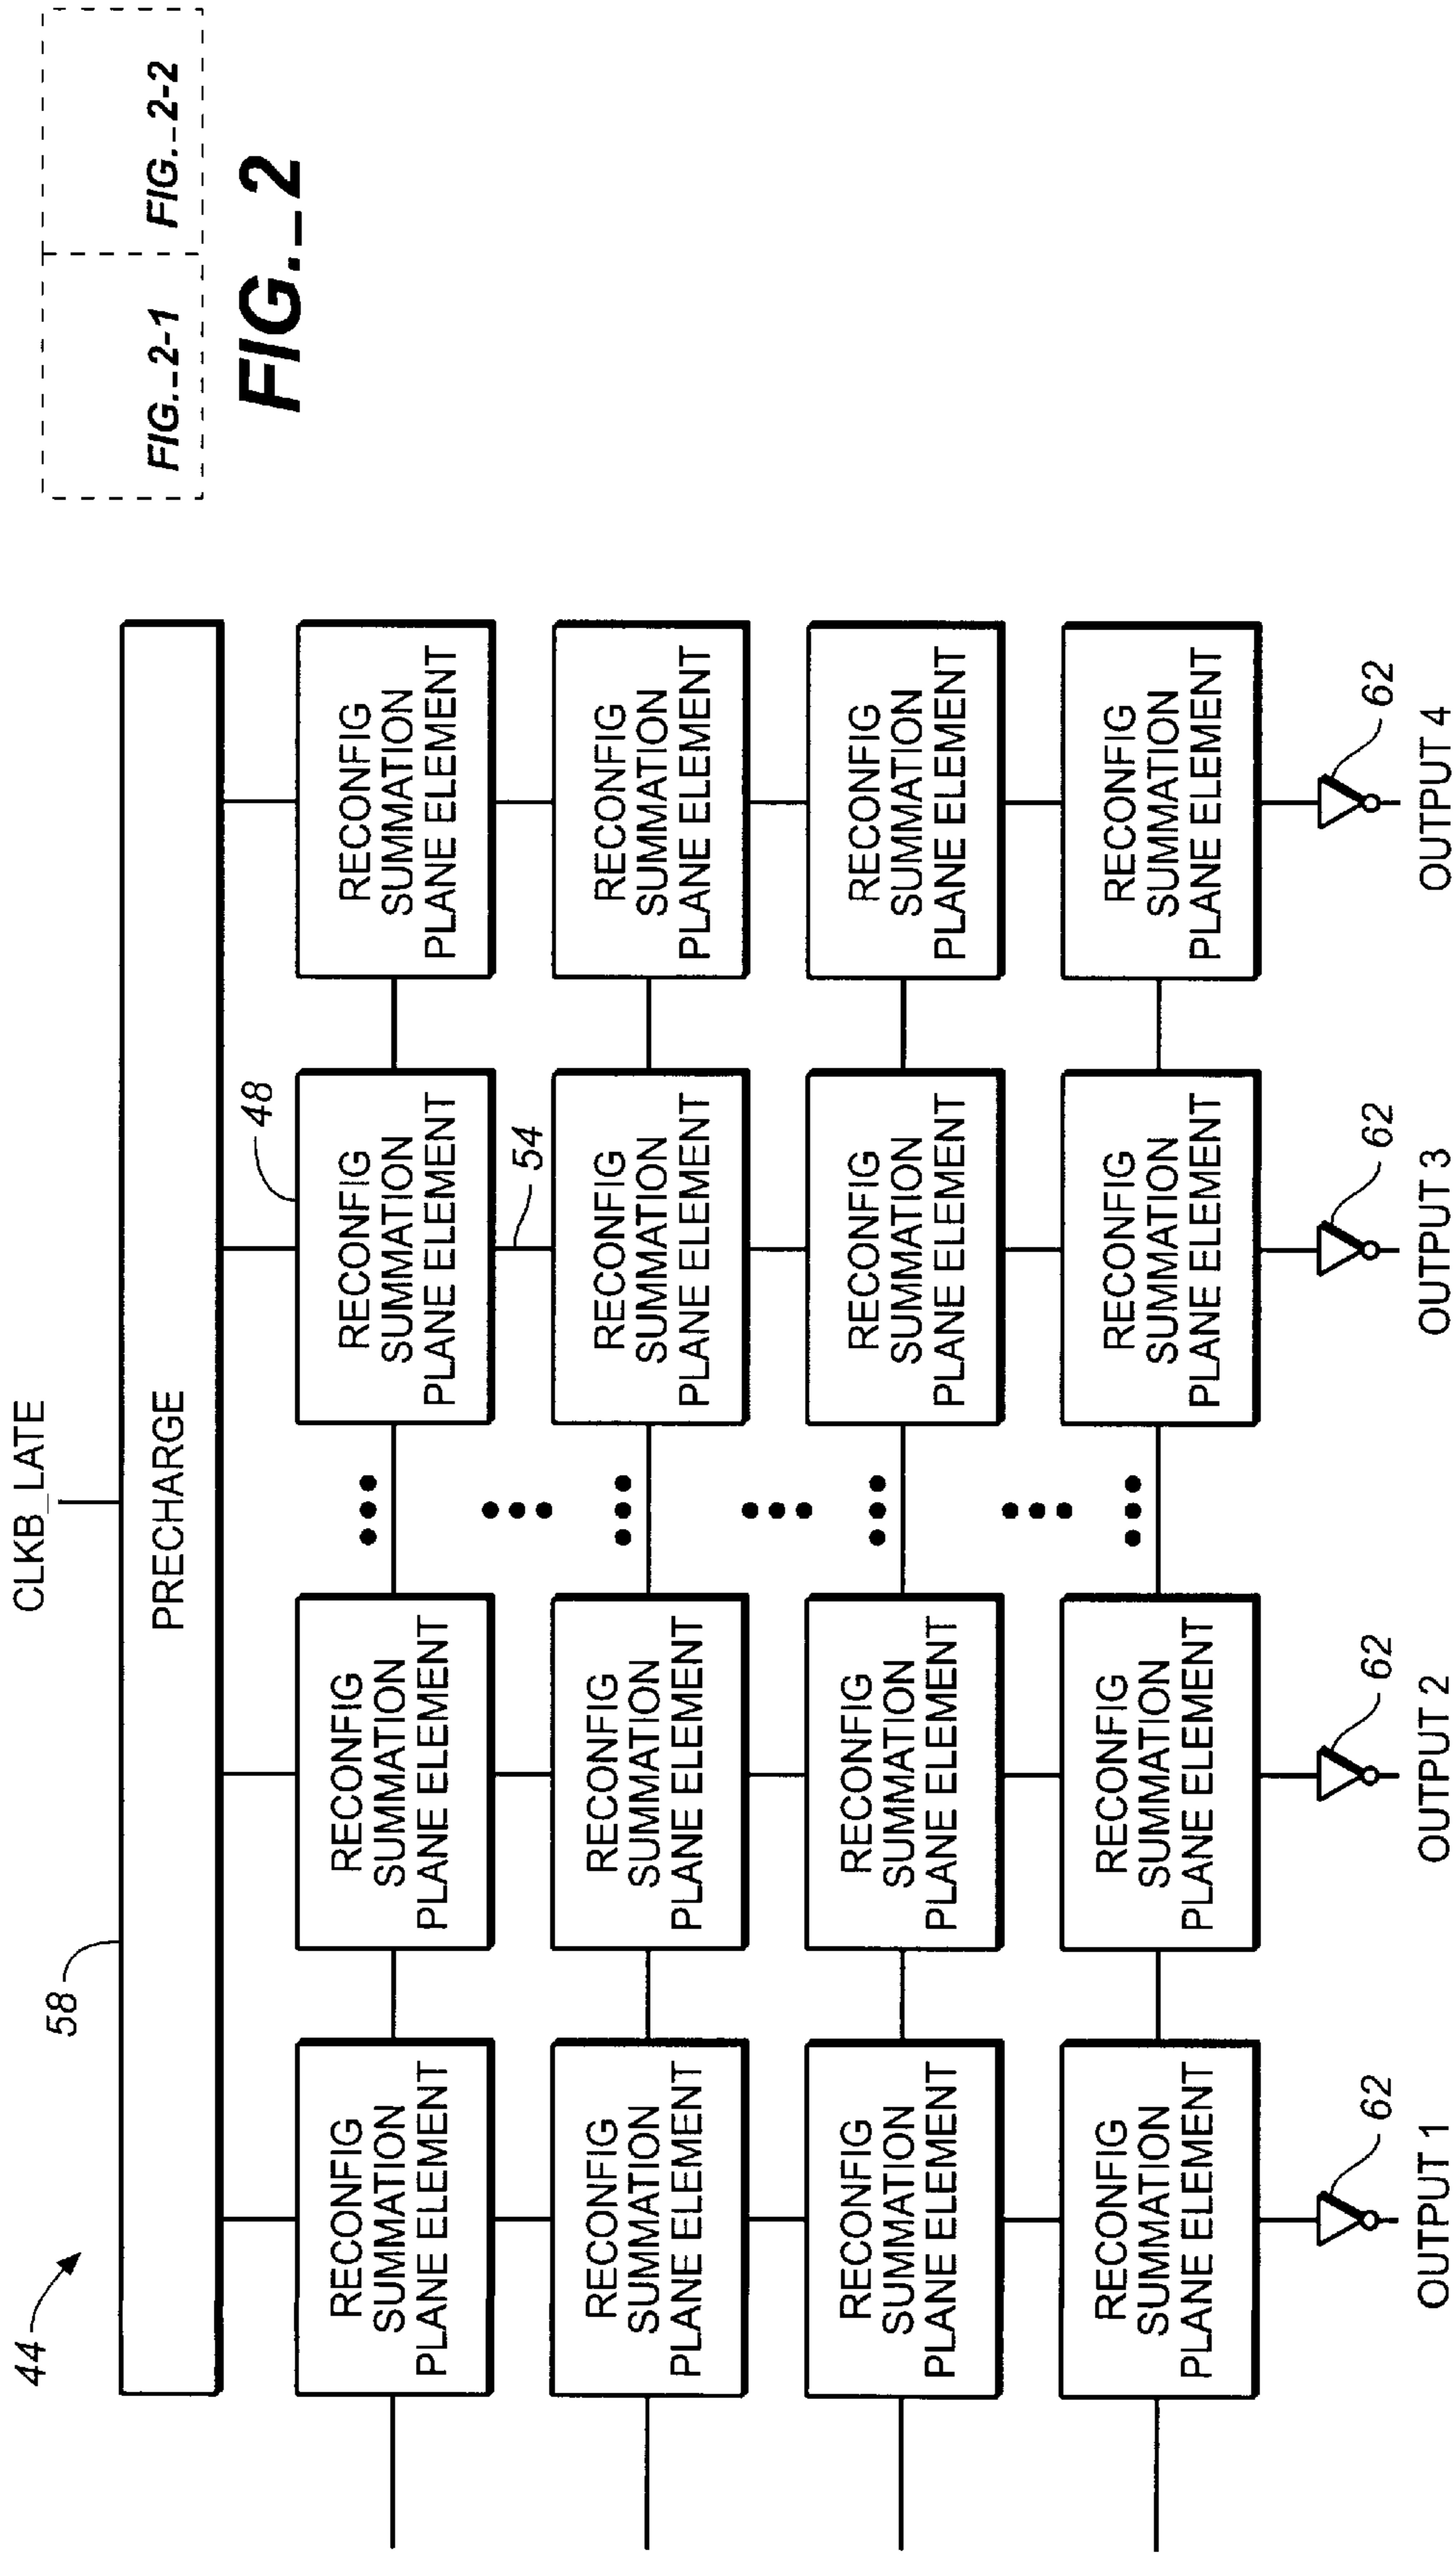 44
58
CLKB_LATE
PRECHARGE
48
RECONFIG
SUMMATION
PLANE ELEMENT
RECONFIG
SUMMATION
PLANE ELEMENT
RECONFIG
SUMMATION
PLANE ELEMENT
RECONFIG
SUMMATION
PLANE ELEMENT
54
RECONFIG
SUMMATION
PLANE ELEMENT
RECONFIG
SUMMATION
PLANE ELEMENT
RECONFIG
SUMMATION
PLANE ELEMENT
RECONFIG
SUMMATION
PLANE ELEMENT
RECONFIG
SUMMATION
PLANE ELEMENT
RECONFIG
SUMMATION
PLANE ELEMENT
RECONFIG
SUMMATION
PLANE ELEMENT
RECONFIG
SUMMATION
PLANE ELEMENT
RECONFIG
SUMMATION
PLANE ELEMENT
RECONFIG
SUMMATION
PLANE ELEMENT
RECONFIG
SUMMATION
PLANE ELEMENT
RECONFIG
SUMMATION
PLANE ELEMENT
62
62
62
62
OUTPUT 1
OUTPUT 2
OUTPUT 3
OUTPUT 4
FIG._2-1
FIG._2-2
FIG._2